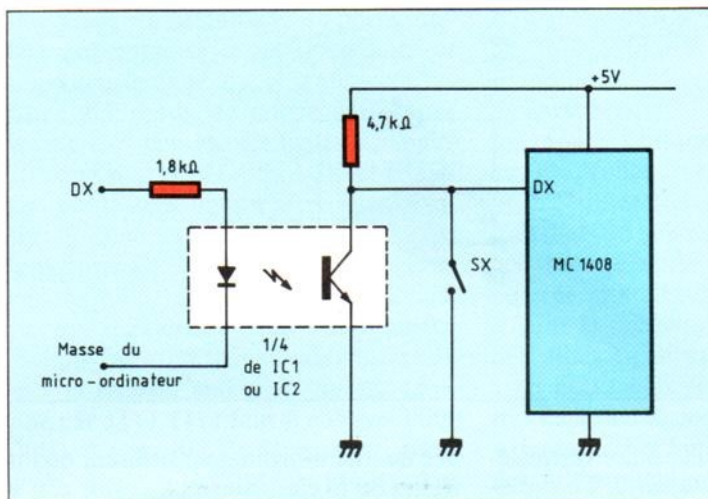 +5V
4,7 kΩ
1,8 kΩ
DX
DX
SX
MC 1408
Masse du
micro-ordinateur
1/4
de IC1
ou IC2